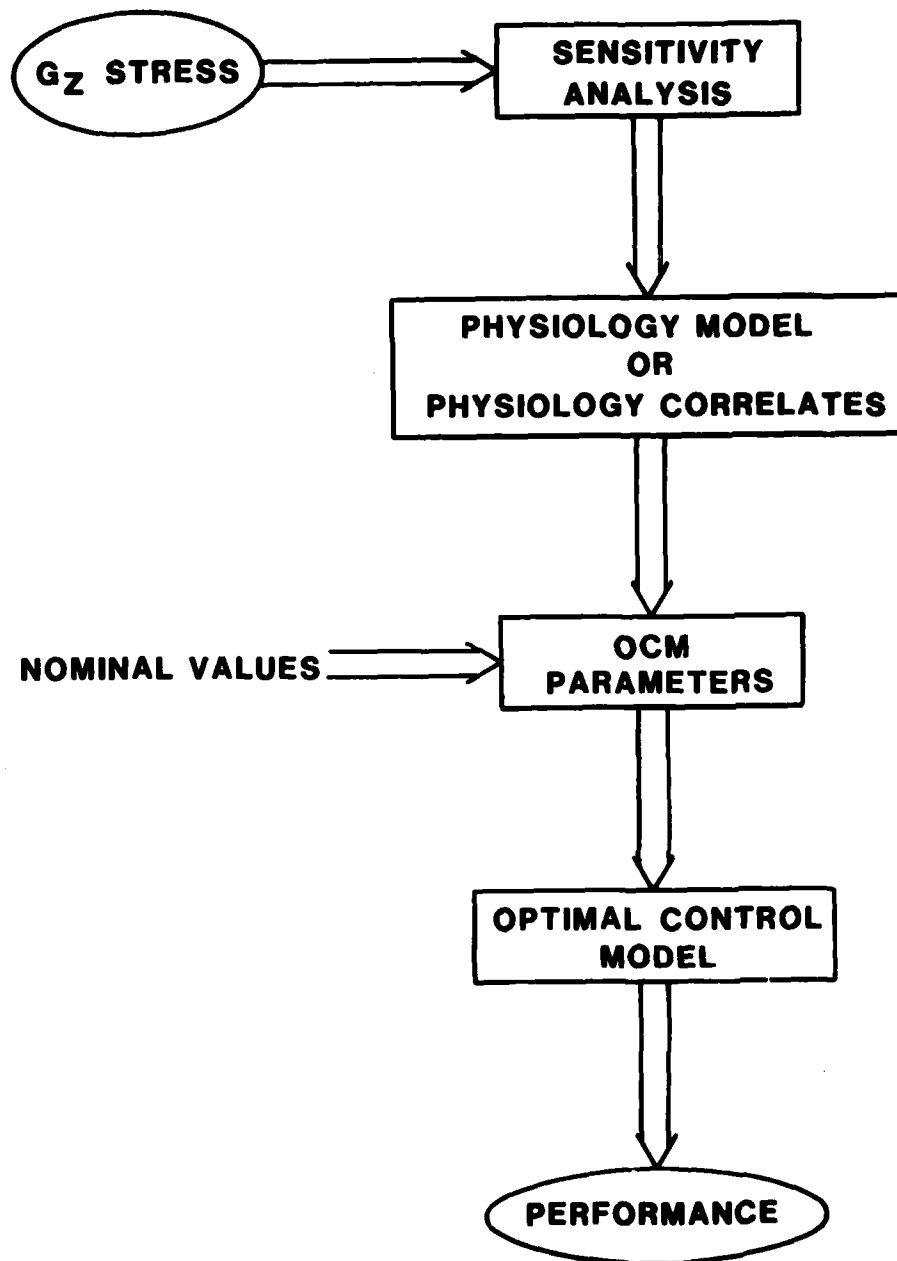 G_Z STRESS
SENSITIVITY
ANALYSIS
PHYSIOLOGY MODEL
OR
PHYSIOLOGY CORRELATES
NOMINAL VALUES
OCM
PARAMETERS
OPTIMAL CONTROL
MODEL
PERFORMANCE